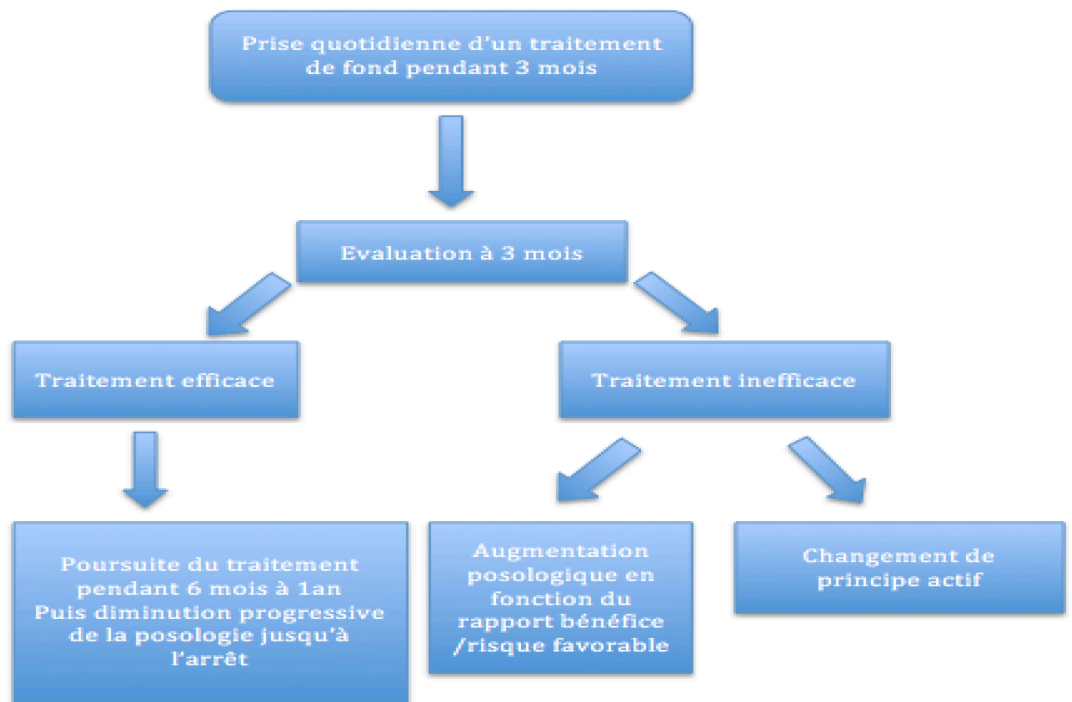 Prise quotidienne d'un traitement
de fond pendant 3 mois
Evaluation à 3 mois
Traitement efficace
Traitement inefficace
Poursuite du traitement
pendant 6 mois à 1an
Puis diminution progressive
de la posologie jusqu'à
l'arrêt
Augmentation
posologique en
fonction du
rapport bénéfice
/risque favorable
Changement de
principe actif